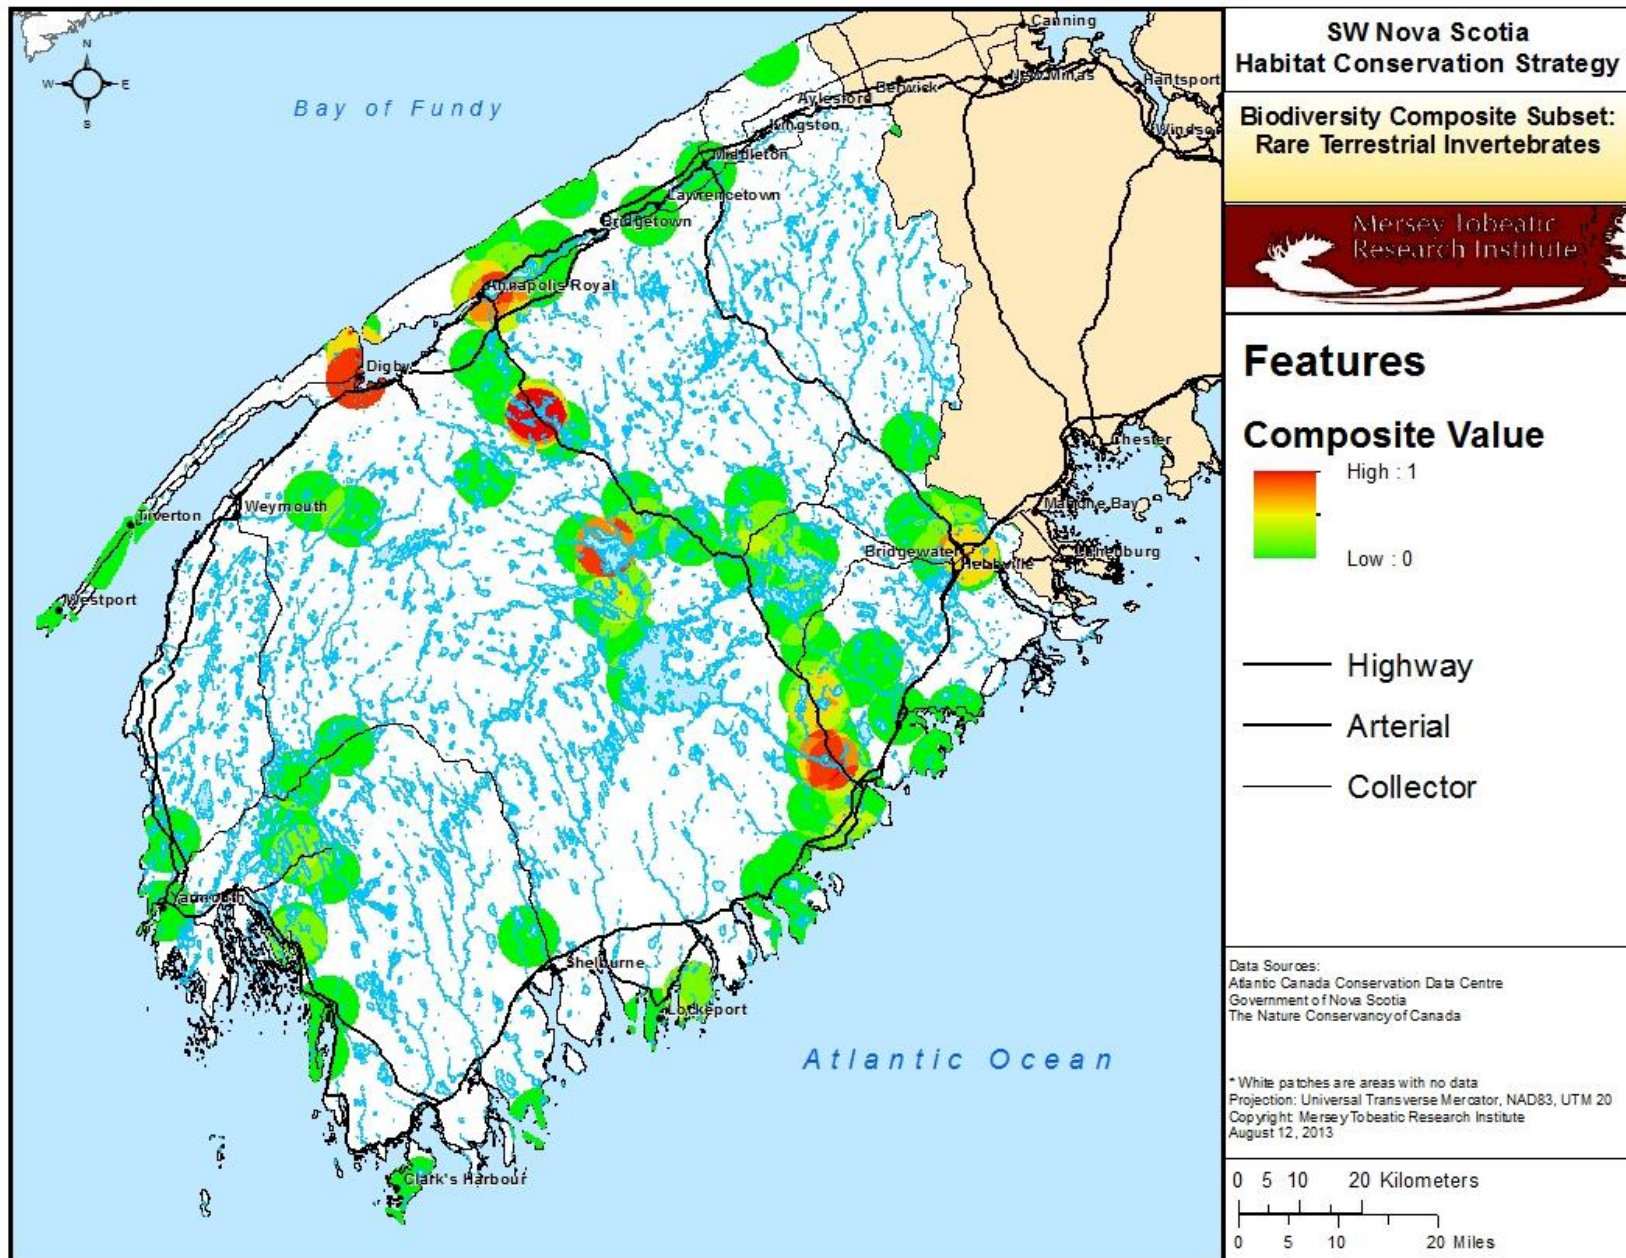 SW Nova Scotia
Habitat Conservation Strategy
Biodiversity Composite Subset:
Rare Terrestrial Invertebrates
Mersey Tobeatic
Research Institute
Features
Composite Value
High : 1
Low : 0
Highway
Arterial
Collector
Data Sources:
Atlantic Canada Conservation Data Centre
Government of Nova Scotia
The Nature Conservancy of Canada
* White patches are areas with no data
Projection: Universal Transverse Mercator, NAD83, UTM 20
Copyright: Mersey Tobeatic Research Institute
August 12, 2013
0 5 10 20 Kilometers
0 5 10 20 Miles
N
W E
S
Bay of Fundy
Canning
New Minas
Hantsport
Berwick
Aylesford
Kingston
Windsor
Middleton
Lawrencetown
Bridgetown
Annapolis Royal
Digby
Chester
Weymouth
Mahone Bay
Tiverton
Bridgewater
Lunenburg
Hebbville
Westport
Yarmouth
Shelburne
Lockeport
Atlantic Ocean
Clark's Harbour